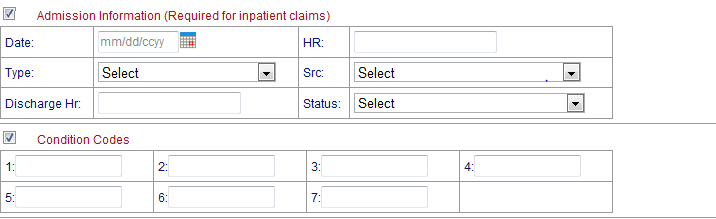 Admission Information (Required for inpatient claims)
Date: mm/dd/ccyy HR:
Type: Select Src: Select
Discharge Hr: Status: Select
Condition Codes
1: 2: 3: 4:
5: 6: 7: